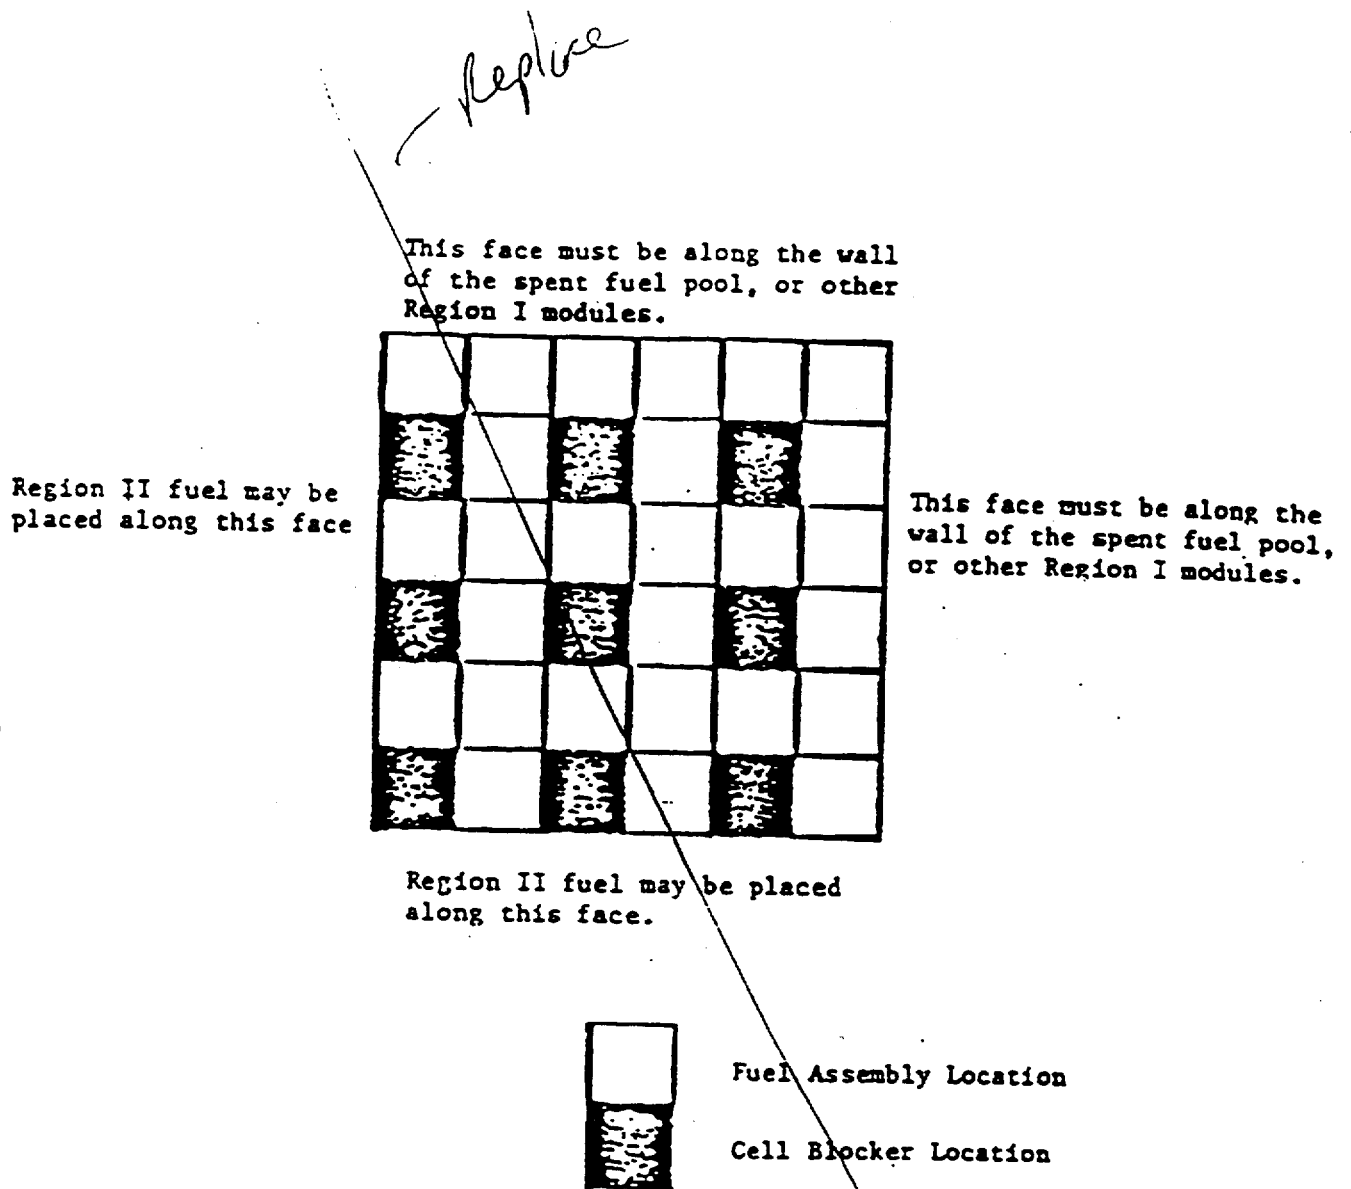 Replace
This face must be along the wall
of the spent fuel pool, or other
Region I modules.
Region II fuel may be
placed along this face
This face must be along the
wall of the spent fuel pool,
or other Region I modules.
Region II fuel may be placed
along this face.
Fuel Assembly Location
Cell Blocker Location